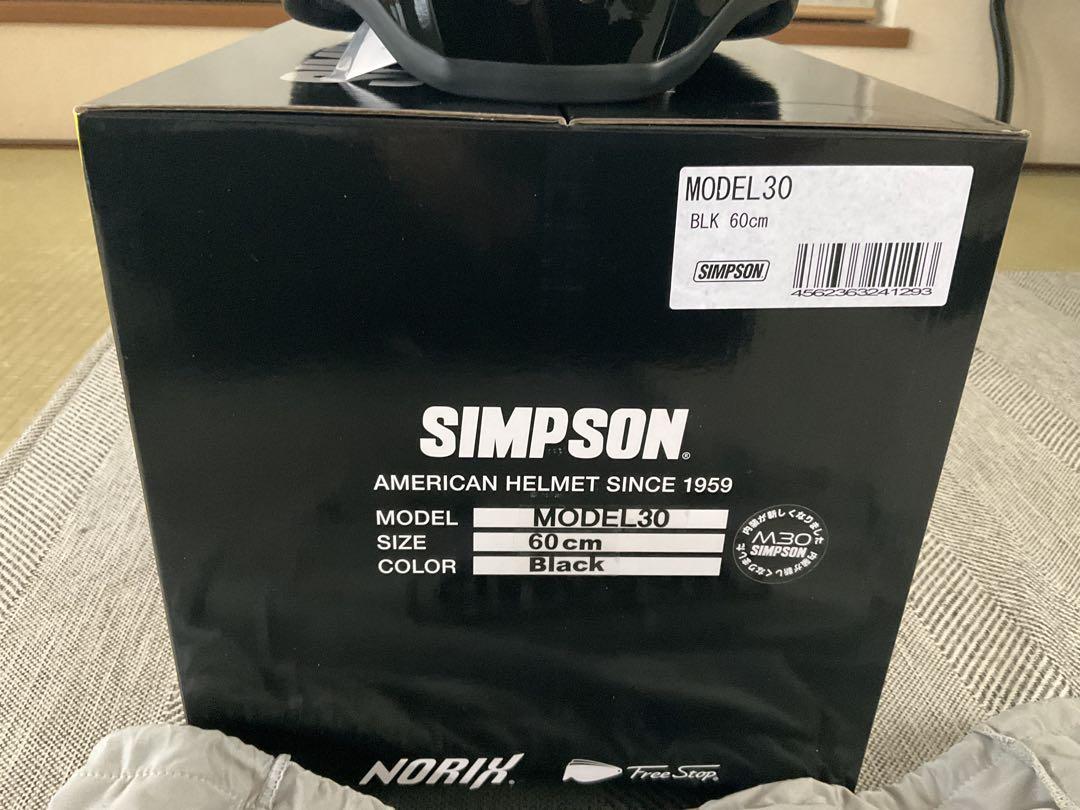 MODEL30
BLK 60cm
SIMPSON
4562363241293
SIMPSON®
AMERICAN HELMET SINCE 1959
MODEL MODEL30
SIZE 60cm
COLOR Black
内装が新しくなりました
M30
SIMPSON
内装が新しくなりました
NORIX®
Free Stop®